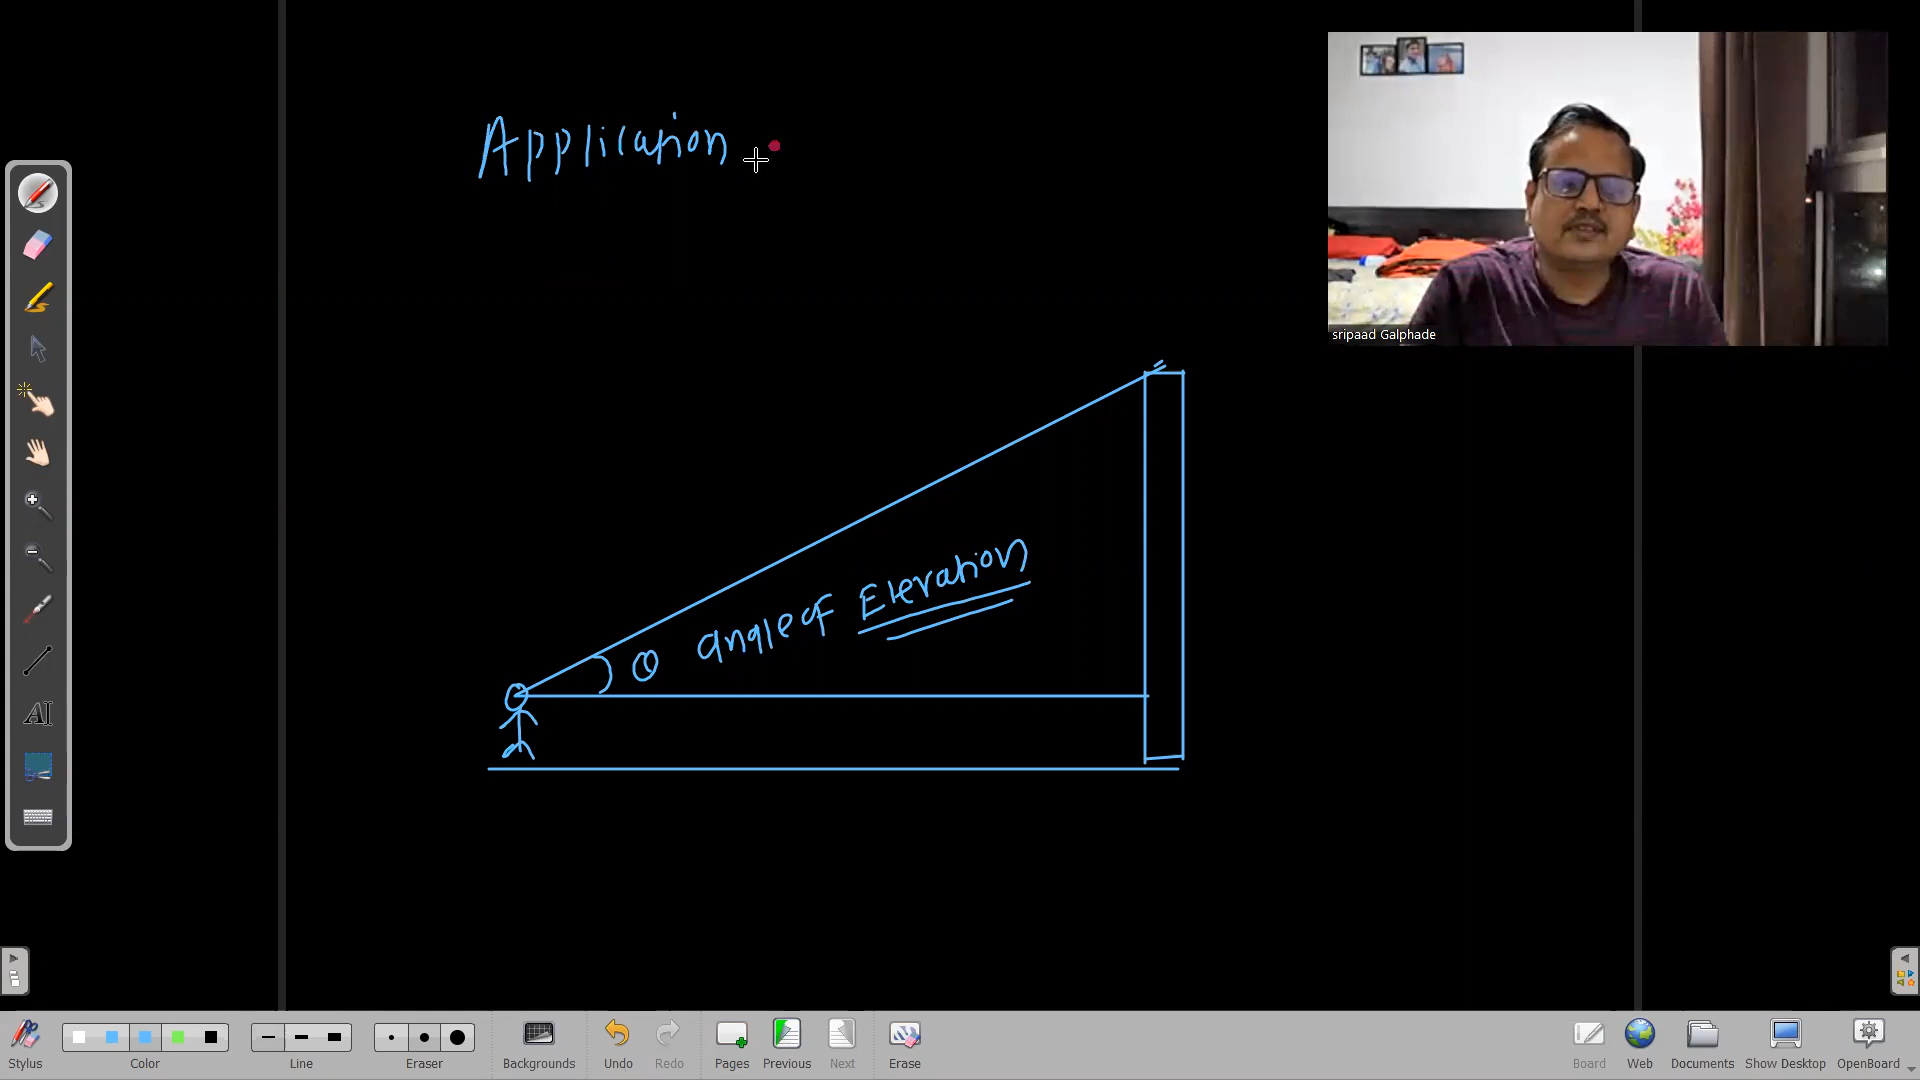 Application
sripaad Galphade
θ angle of Elevation
AI
Stylus
Color
Line
Eraser
Backgrounds
Undo
Redo
Pages
Previous
Next
Erase
Board
Web
Documents
Show Desktop
OpenBoard